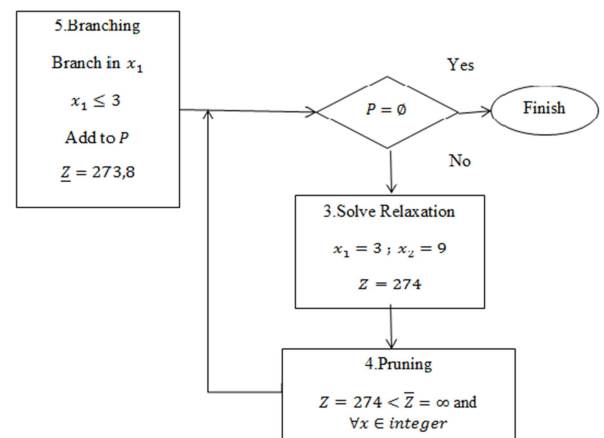 5.Branching
Branch in x₁
x₁ ≤ 3
Add to P
Z̲ = 273,8
Yes
P = ∅
Finish
No
3.Solve Relaxation
x₁ = 3 ; x₂ = 9
Z = 274
4.Pruning
Z = 274 < Z̅ = ∞ and
∀x ∈ integer